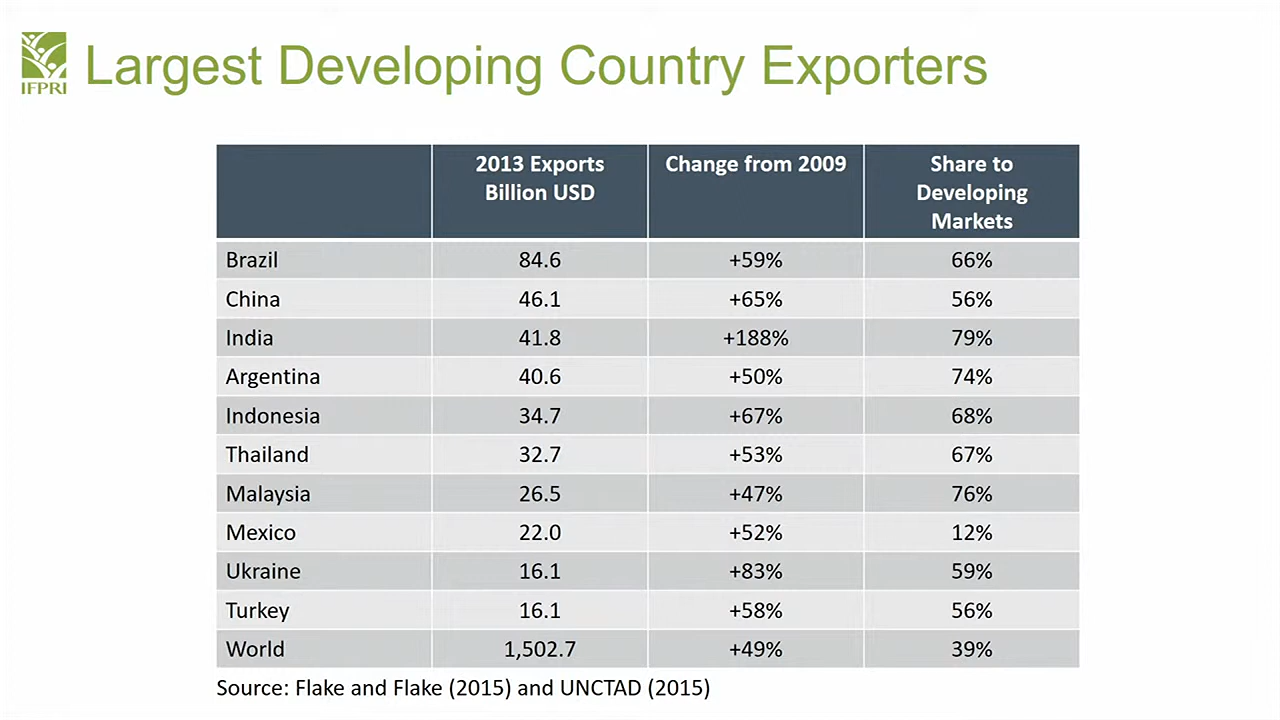 IFPRI
Largest Developing Country Exporters
2013 Exports Billion USD Change from 2009 Share to Developing Markets
Brazil 84.6 +59% 66%
China 46.1 +65% 56%
India 41.8 +188% 79%
Argentina 40.6 +50% 74%
Indonesia 34.7 +67% 68%
Thailand 32.7 +53% 67%
Malaysia 26.5 +47% 76%
Mexico 22.0 +52% 12%
Ukraine 16.1 +83% 59%
Turkey 16.1 +58% 56%
World 1,502.7 +49% 39%
Source: Flake and Flake (2015) and UNCTAD (2015)